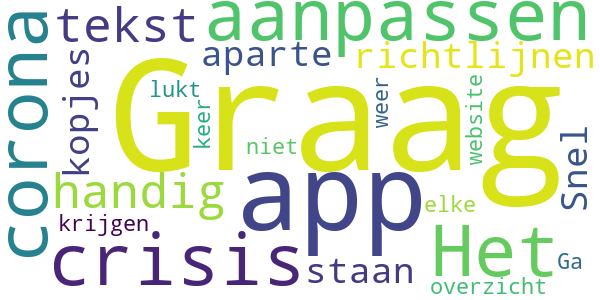 corona
tekst
aanpassen
kopjes
aparte
richtlijnen
Graag
lukt
keer
weer
website
niet
Snel
handig
app
elke
krijgen
Het
crisis
staan
Ga
overzicht